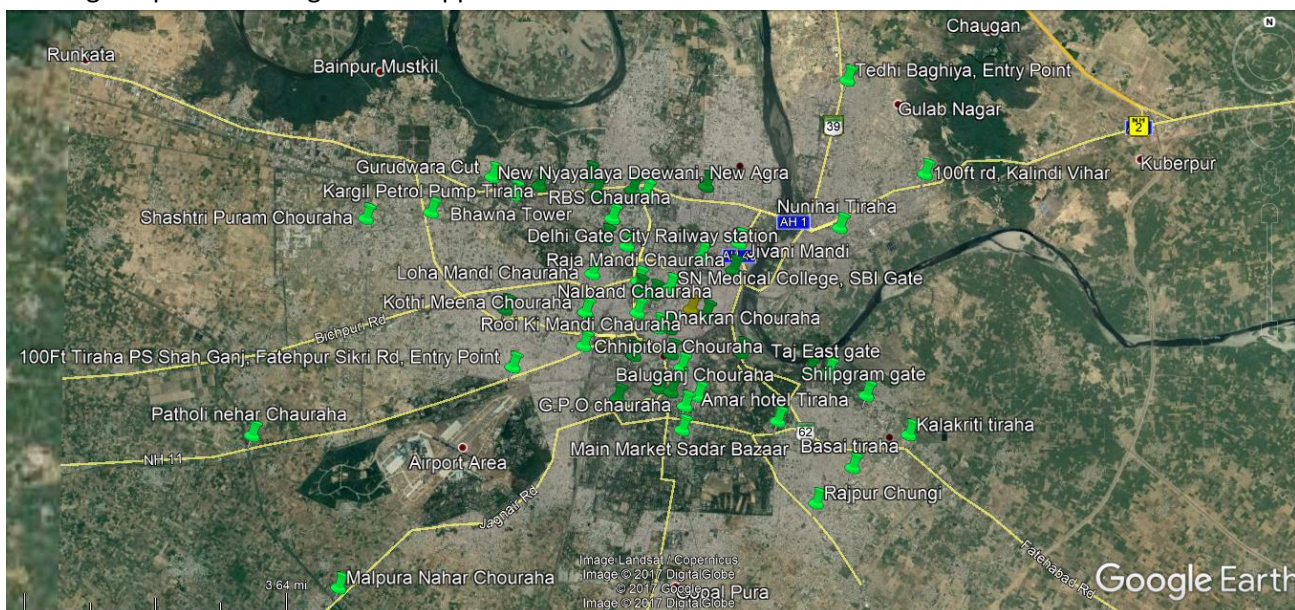 Chaugan
N
Runkata
Bainpur Mustkil
Tedhi Baghiya, Entry Point
Gulab Nagar
39
NH
2
Kuberpur
Gurudwara Cut
New Nyayalaya Deewani, New Agra
100ft rd, Kalindi Vihar
Kargil Petrol Pump Tiraha
RBS Chauraha
Nunihai Tiraha
Shashtri Puram Chouraha
Bhawna Tower
AH 1
Delhi Gate City Railway station
Jivani Mandi
Raja Mandi Chauraha
Loha Mandi Chauraha
SN Medical College, SBI Gate
Nalband Chauraha
Kothi Meena Chouraha
Dhakran Chouraha
Rooi Ki Mandi Chauraha
Bichpur Rd
Chhipitola Chouraha
Taj East gate
100Ft Tiraha PS Shah Ganj, Fatehpur Sikri Rd, Entry Point
Baluganj Chouraha
Shilpgram gate
G.P.O chauraha
Amar hotel Tiraha
Patholi nehar Chauraha
62
Kalakriti tiraha
Main Market Sadar Bazaar
Basai tiraha
NH 11
Airport Area
Rajpur Chungi
Jagnair Rd
Fatehabad Rd
Image Landsat / Copernicus
Image © 2017 DigitalGlobe
Malpura Nahar Chouraha
3.64 mi
© 2017 Google
Gopal Pura
Image © 2017 DigitalGlobe
Google Earth